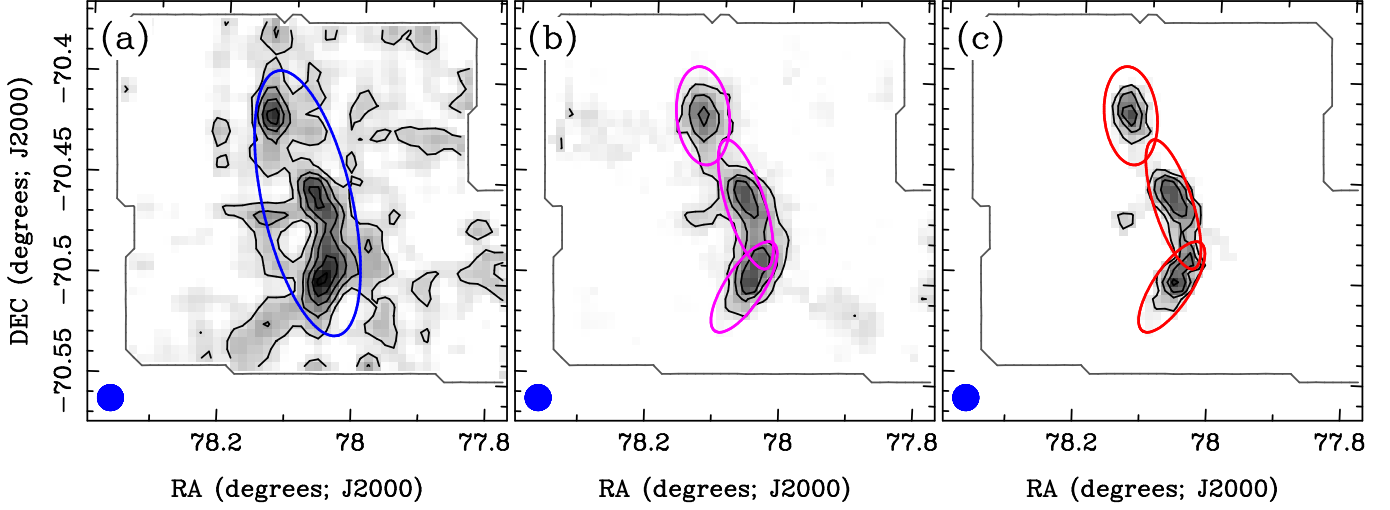 (a)
(b)
(c)
DEC (degrees; J2000)
−70.4
−70.45
−70.5
−70.55
78.2
78
77.8
78.2
78
77.8
78.2
78
77.8
RA (degrees; J2000)
RA (degrees; J2000)
RA (degrees; J2000)